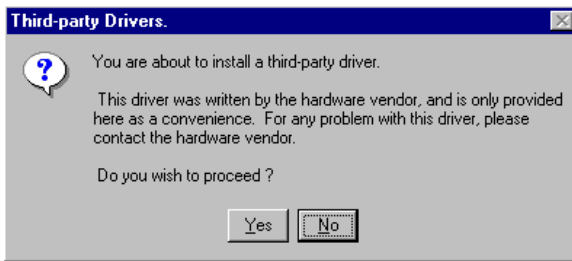 Third-party Drivers.
You are about to install a third-party driver.
This driver was written by the hardware vendor, and is only provided
here as a convenience.  For any problem with this driver, please
contact the hardware vendor.
Do you wish to proceed ?
Yes
No